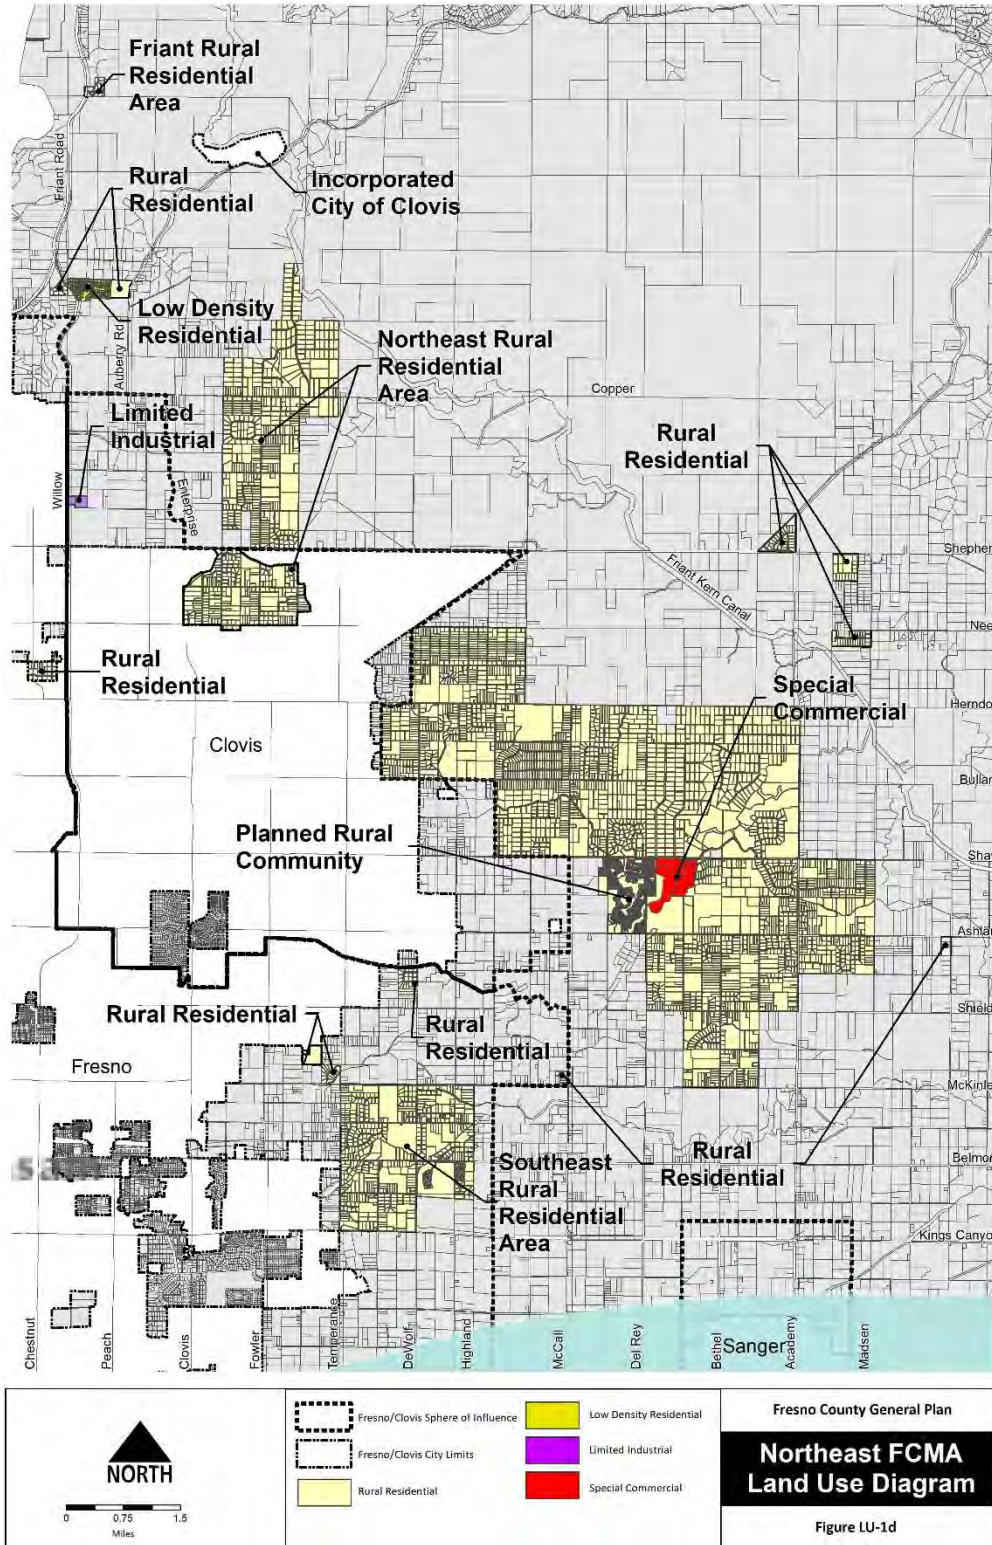 Friant Rural
Residential
Area
Friant Road
Rural
Residential
Incorporated
City of Clovis
Low Density
Residential
Auberry Rd
Northeast Rural
Residential
Area
Copper
Limited
Industrial
Rural
Residential
Willow
Enterprise
Shepher
Friant Kern Canal
Nee
Rural
Residential
Special
Commercial
Herndo
Clovis
Bullar
Planned Rural
Community
Sha
Ashla
Rural Residential
Rural
Residential
Shield
Fresno
McKinle
Southeast
Rural
Residential
Area
Rural
Residential
Belmon
Kings Canyo
Chestnut
Peach
Clovis
Fowler
Temperance
DeWolf
Highland
McCall
Del Rey
Bethel
Sanger
Academy
Madsen
NORTH
0 0.75 1.5
Miles
Fresno/Clovis Sphere of Influence
Fresno/Clovis City Limits
Rural Residential
Low Density Residential
Limited Industrial
Special Commercial
Fresno County General Plan
Northeast FCMA
Land Use Diagram
Figure LU-1d